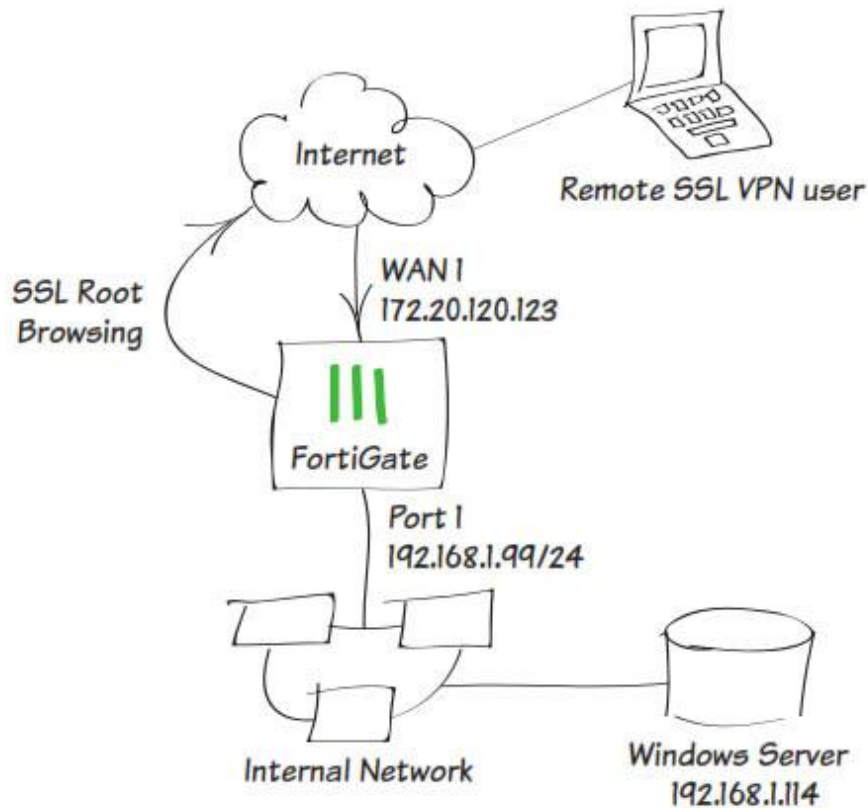 Internet
Remote SSL VPN user
SSL Root
Browsing
WAN 1
172.20.120.123
FortiGate
Port 1
192.168.1.99/24
Internal Network
Windows Server
192.168.1.114